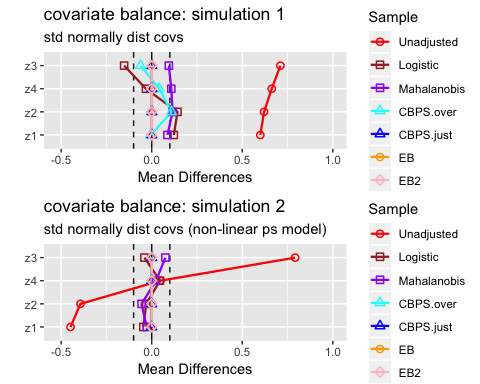 covariate balance: simulation 1
std normally dist covs
z3
z4
z2
z1
-0.5
0.0
0.5
1.0
Mean Differences
Sample
Unadjusted
Logistic
Mahalanobis
CBPS.over
CBPS.just
EB
EB2
covariate balance: simulation 2
std normally dist covs (non-linear ps model)
z3
z4
z2
z1
-0.5
0.0
0.5
1.0
Mean Differences
Sample
Unadjusted
Logistic
Mahalanobis
CBPS.over
CBPS.just
EB
EB2